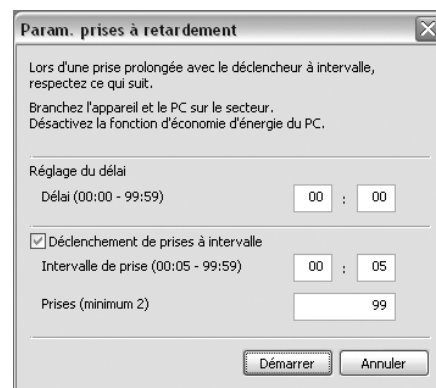 Param. prises à retardement
Lors d'une prise prolongée avec le déclencheur à intervalle,
respectez ce qui suit.
Branchez l'appareil et le PC sur le secteur.
Désactivez la fonction d'économie d'énergie du PC.
Réglage du délai
Délai (00:00 - 99:59) 00 : 00
Déclenchement de prises à intervalle
Intervalle de prise (00:05 - 99:59) 00 : 05
Prises (minimum 2) 99
Démarrer Annuler